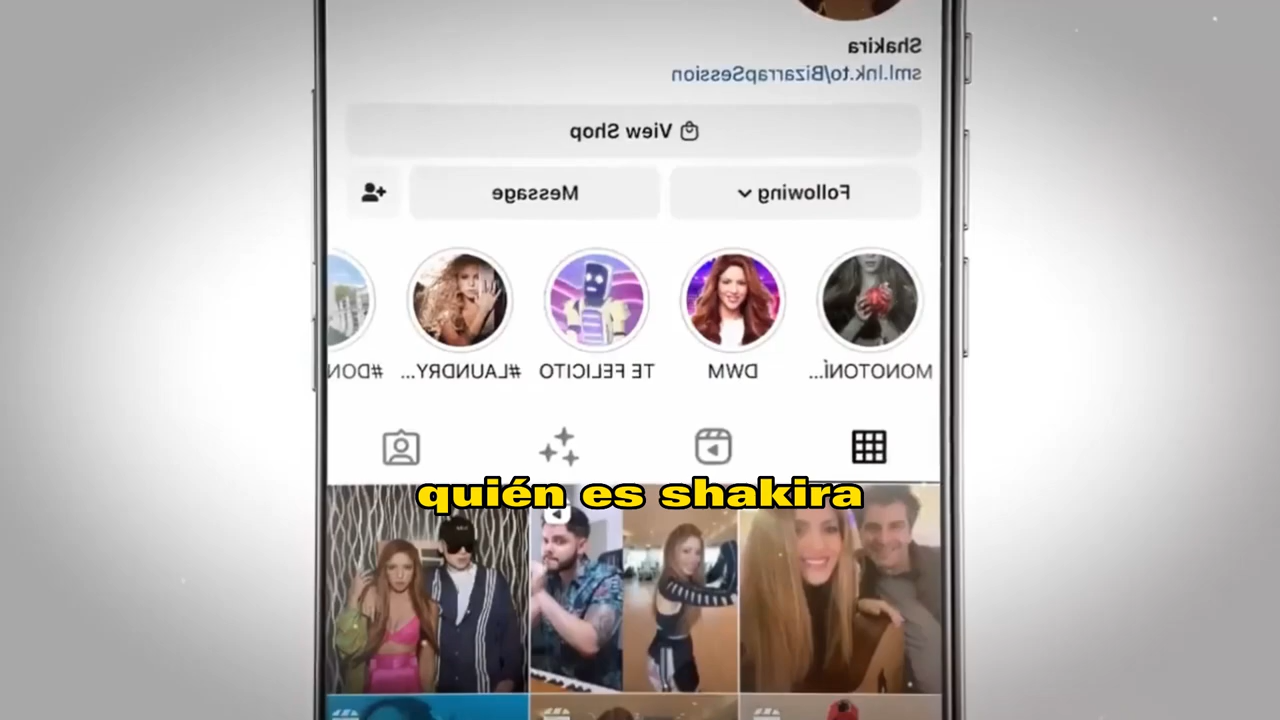 Shakira
sml.lnk.to/BizarrapSession
View Shop
Following
Message
MONOTONÍ...
DWM
TE FELICITO
#LAUNDRY...
#DON
quién es shakira